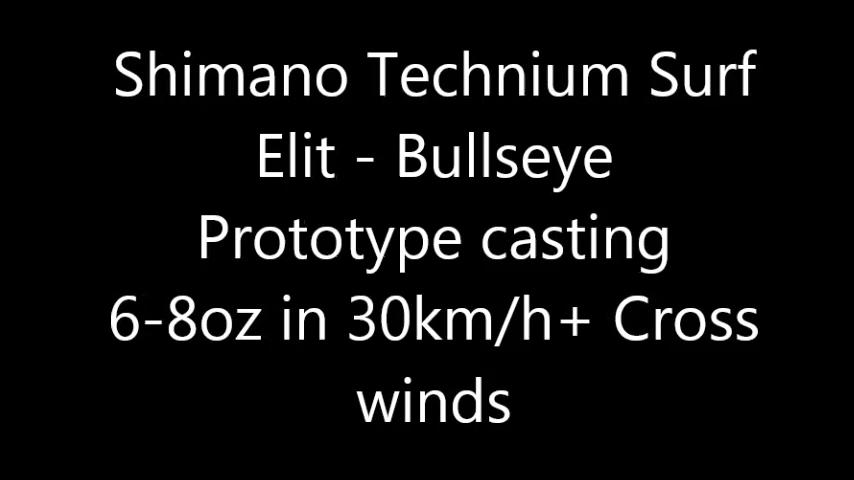 Shimano Technium Surf
Elit - Bullseye
Prototype casting
6-8oz in 30km/h+ Cross
winds